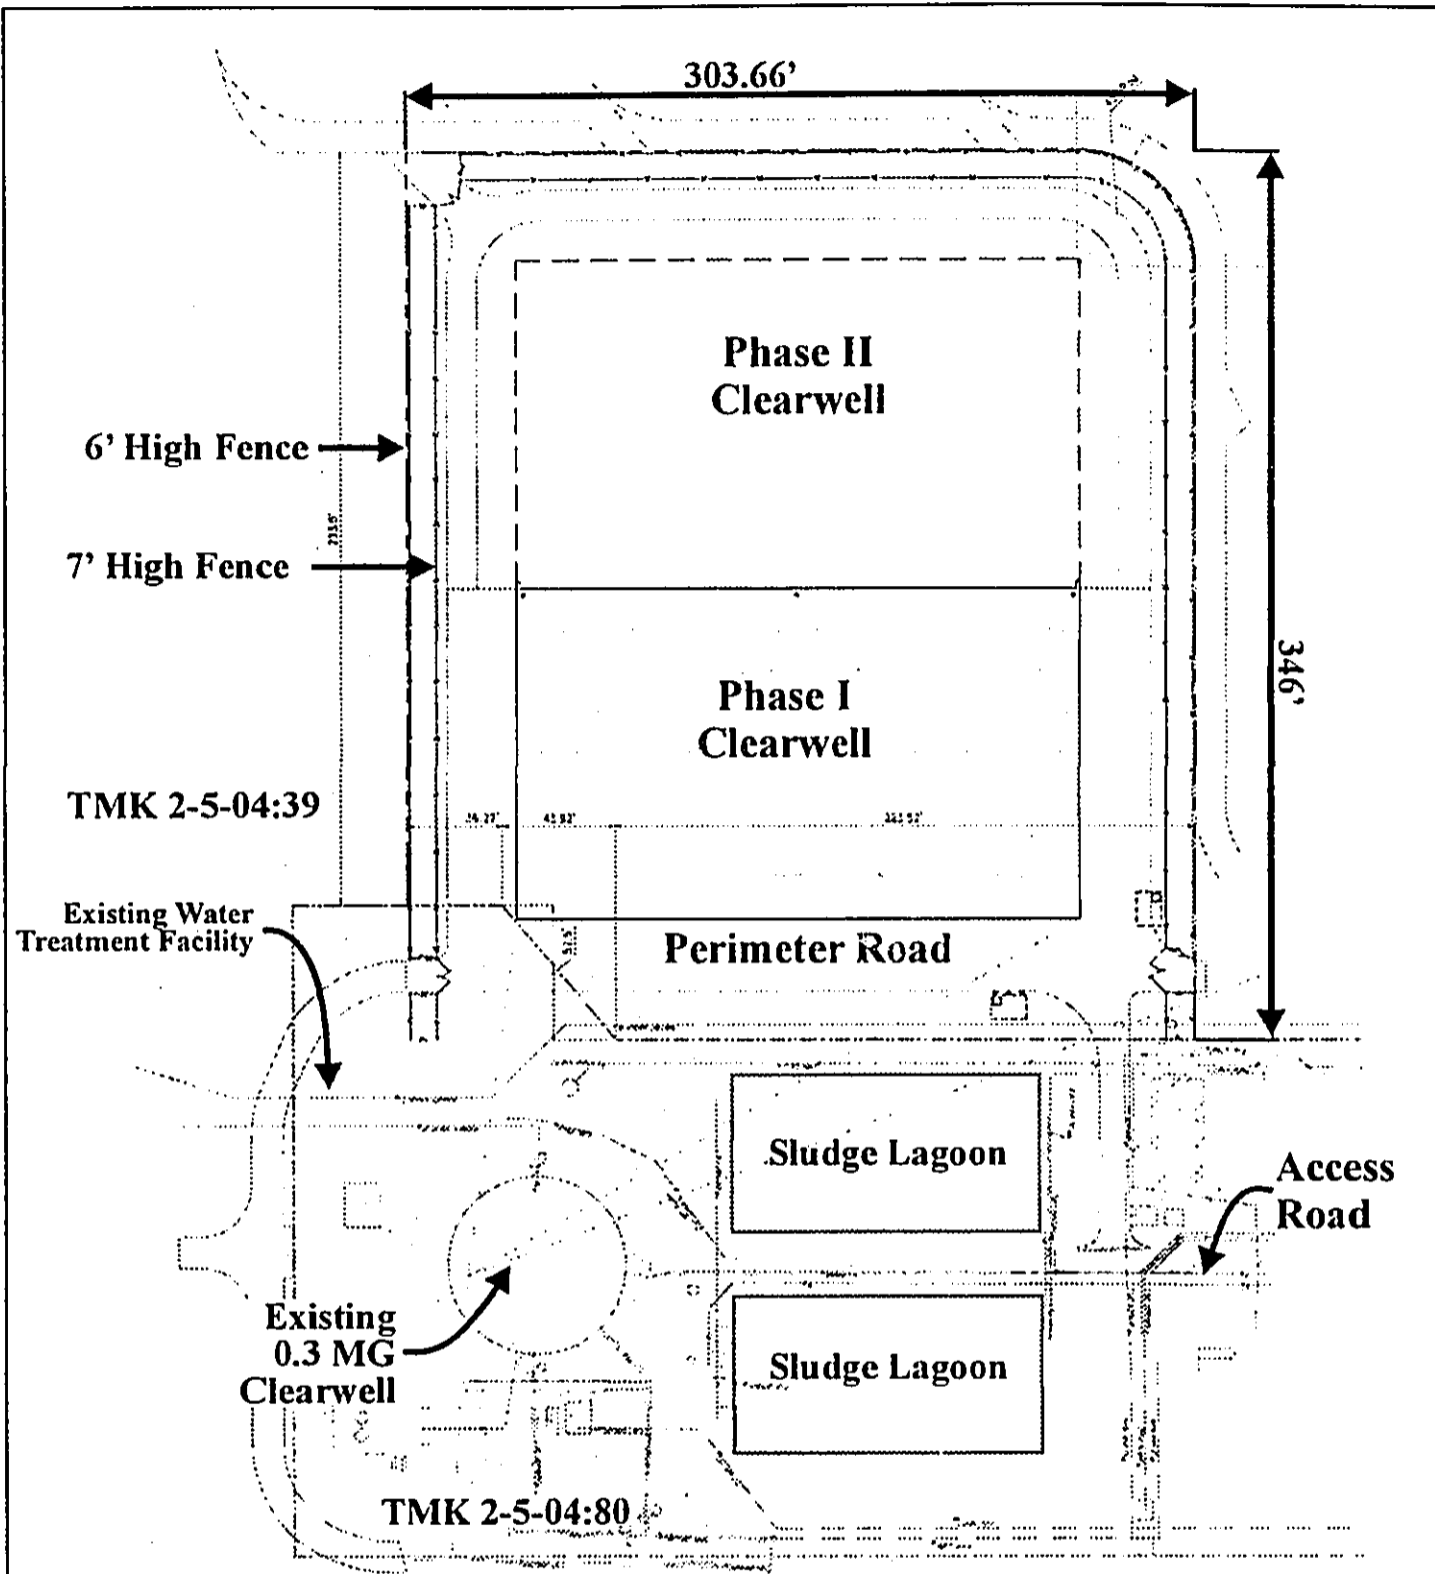 303.66'
Phase II
Clearwell
6' High Fence
7' High Fence
346'
Phase I
Clearwell
TMK 2-5-04:39
Existing Water
Treatment Facility
Perimeter Road
Sludge Lagoon
Access
Road
Existing
0.3 MG
Clearwell
Sludge Lagoon
TMK 2-5-04:80